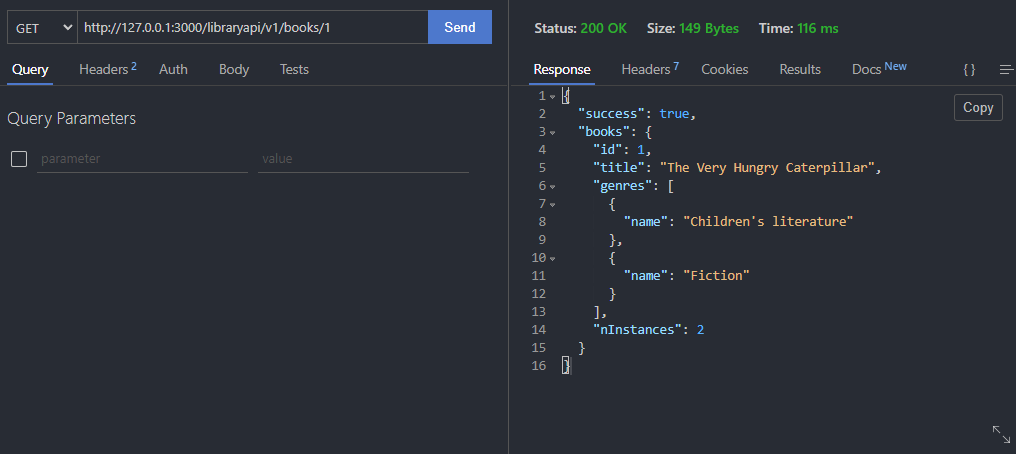 GET http://127.0.0.1:3000/libraryapi/v1/books/1 Send
Query Headers 2 Auth Body Tests
Query Parameters
parameter value
Status: 200 OK Size: 149 Bytes Time: 116 ms
Response Headers 7 Cookies Results Docs New {}
Copy
1 {
2 "success": true,
3 "books": {
4 "id": 1,
5 "title": "The Very Hungry Caterpillar",
6 "genres": [
7 {
8 "name": "Children's literature"
9 },
10 {
11 "name": "Fiction"
12 }
13 ],
14 "nInstances": 2
15 }
16 }